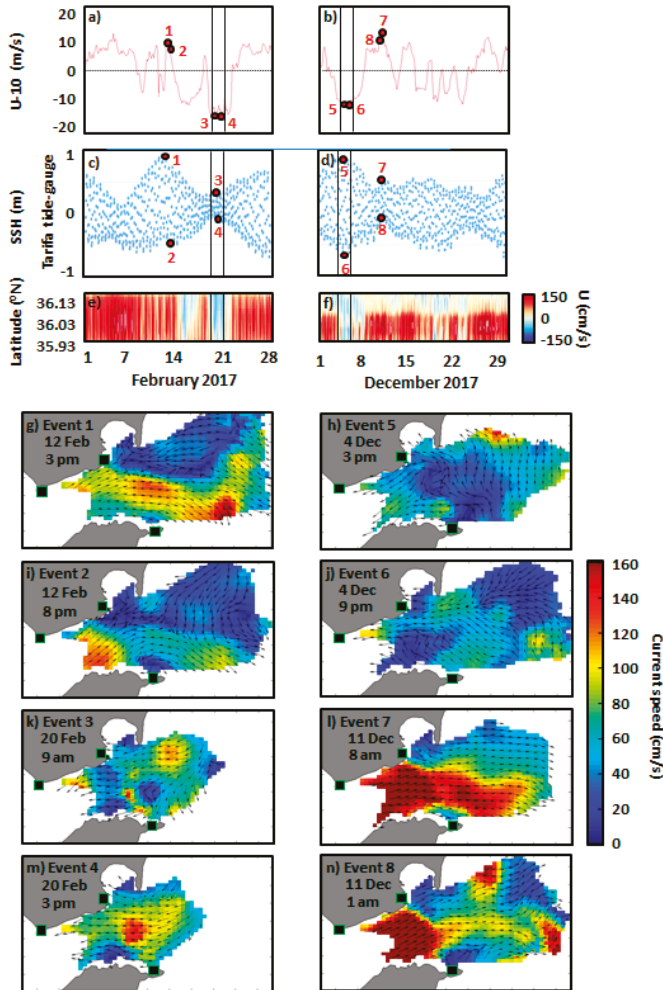 a)
b)
U-10 (m/s)
20
10
0
-10
-20
1
2
3
4
7
8
5
6
c)
d)
SSH (m)
Tarifa tide-gauge
1
0
-1
1
3
4
2
5
7
8
6
e)
f)
Latitude (ºN)
36.13
36.03
35.93
U (cm/s)
150
0
-150
1 7 14 21 28
1 8 15 22 29
February 2017
December 2017
g) Event 1
12 Feb
3 pm
h) Event 5
4 Dec
3 pm
i) Event 2
12 Feb
8 pm
j) Event 6
4 Dec
9 pm
k) Event 3
20 Feb
9 am
l) Event 7
11 Dec
8 am
m) Event 4
20 Feb
3 pm
n) Event 8
11 Dec
1 am
160
140
120
100
80
60
40
20
0
Current speed (cm/s)